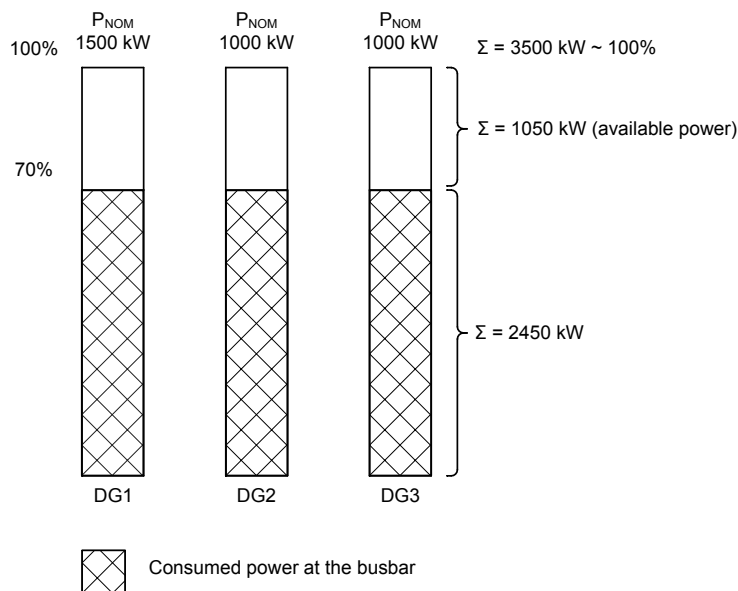 P_NOM P_NOM P_NOM
100% 1500 kW 1000 kW 1000 kW Σ = 3500 kW ~ 100%
Σ = 1050 kW (available power)
70%
Σ = 2450 kW
DG1 DG2 DG3
Consumed power at the busbar